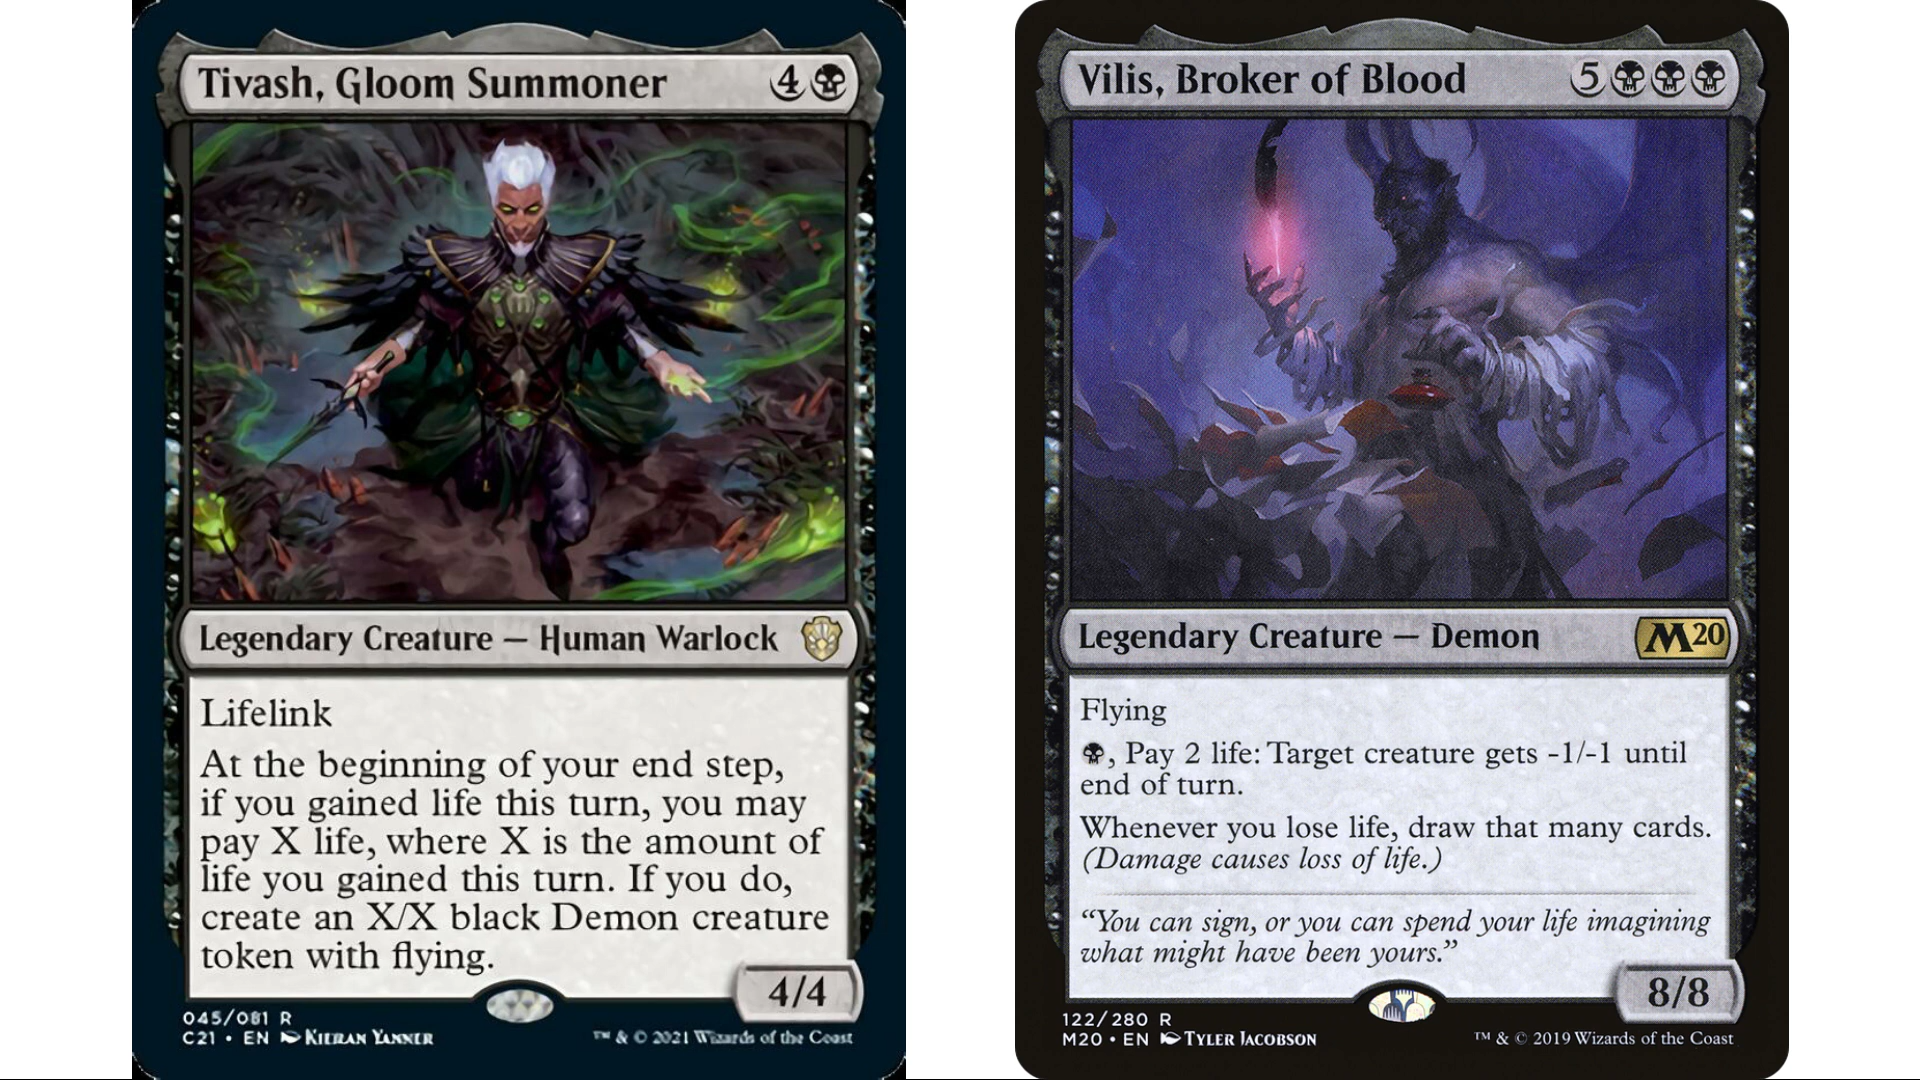 Tivash, Gloom Summoner 4
Legendary Creature — Human Warlock
Lifelink
At the beginning of your end step,
if you gained life this turn, you may
pay X life, where X is the amount of
life you gained this turn. If you do,
create an X/X black Demon creature
token with flying.
4/4
045/081 R
C21 • EN KIERAN YANNER
™ & © 2021 Wizards of the Coast
Vilis, Broker of Blood 5
Legendary Creature — Demon M20
Flying
, Pay 2 life: Target creature gets -1/-1 until
end of turn.
Whenever you lose life, draw that many cards.
(Damage causes loss of life.)
“You can sign, or you can spend your life imagining
what might have been yours.”
8/8
122/280 R
M20 • EN TYLER JACOBSON
™ & © 2019 Wizards of the Coast